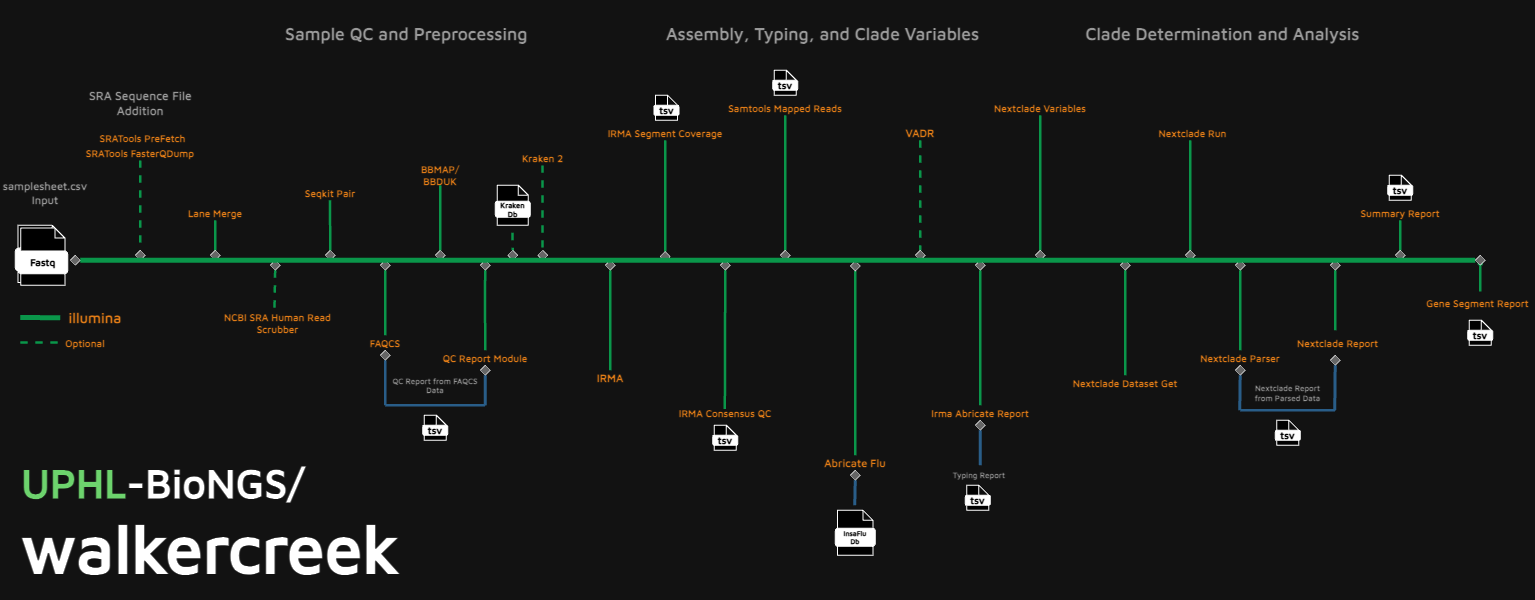 Sample QC and Preprocessing
Assembly, Typing, and Clade Variables
Clade Determination and Analysis
SRA Sequence File
Addition
SRATools PreFetch
SRATools FasterQDump
samplesheet.csv
Input
Fastq
Lane Merge
NCBI SRA Human Read
Scrubber
Seqkit Pair
FAQCS
QC Report from FAQCS
Data
tsv
BBMAP/
BBDUK
QC Report Module
Kraken
Db
Kraken 2
IRMA
tsv
IRMA Segment Coverage
IRMA Consensus QC
tsv
tsv
Samtools Mapped Reads
Abricate Flu
InsaFlu
Db
VADR
Irma Abricate Report
Typing Report
tsv
Nextclade Variables
Nextclade Dataset Get
Nextclade Run
Nextclade Parser
Nextclade Report
from Parsed Data
tsv
Nextclade Report
tsv
Summary Report
Gene Segment Report
tsv
illumina
Optional
UPHL-BioNGS/
walkercreek